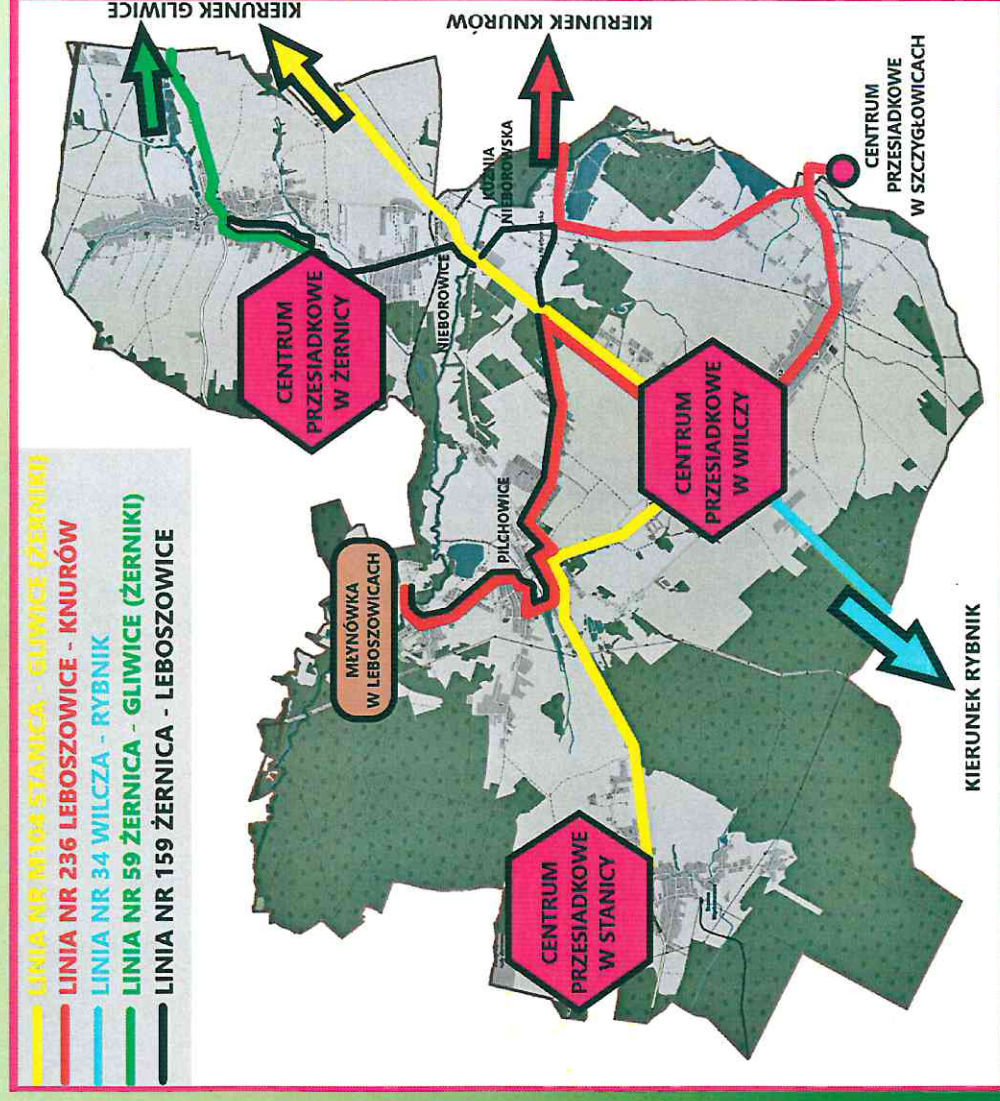 LINIA NR M104 STANICA - GLIWICE (ŻERNIKI)
LINIA NR 236 LEBOSZOWICE - KNURÓW
LINIA NR 34 WILCZA - RYBNIK
LINIA NR 59 ŻERNICA - GLIWICE (ŻERNIKI)
LINIA NR 159 ŻERNICA - LEBOSZOWICE
KIERUNEK GLIWICE
KIERUNEK KNURÓW
CENTRUM
PRZESIADKOWE
W ŻERNICY
NIEBOROWICE
KUŹNIA
NIEBOROWSKA
MŁYNÓWKA
W LEBOSZOWICACH
PILCHOWICE
CENTRUM
PRZESIADKOWE
W WILCZY
CENTRUM
PRZESIADKOWE
W SZCZYGŁOWICACH
CENTRUM
PRZESIADKOWE
W STANICY
KIERUNEK RYBNIK